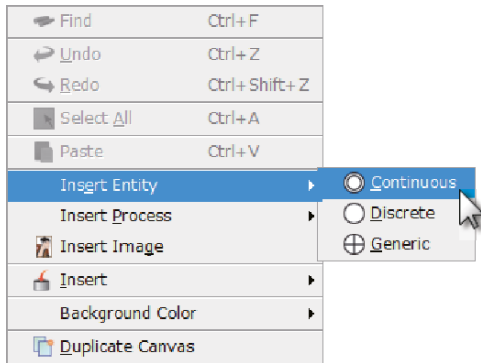 Find Ctrl+F
Undo Ctrl+Z
Redo Ctrl+Shift+Z
Select All Ctrl+A
Paste Ctrl+V
Insert Entity
Continuous
Insert Process
Discrete
Insert Image
Generic
Insert
Background Color
Duplicate Canvas